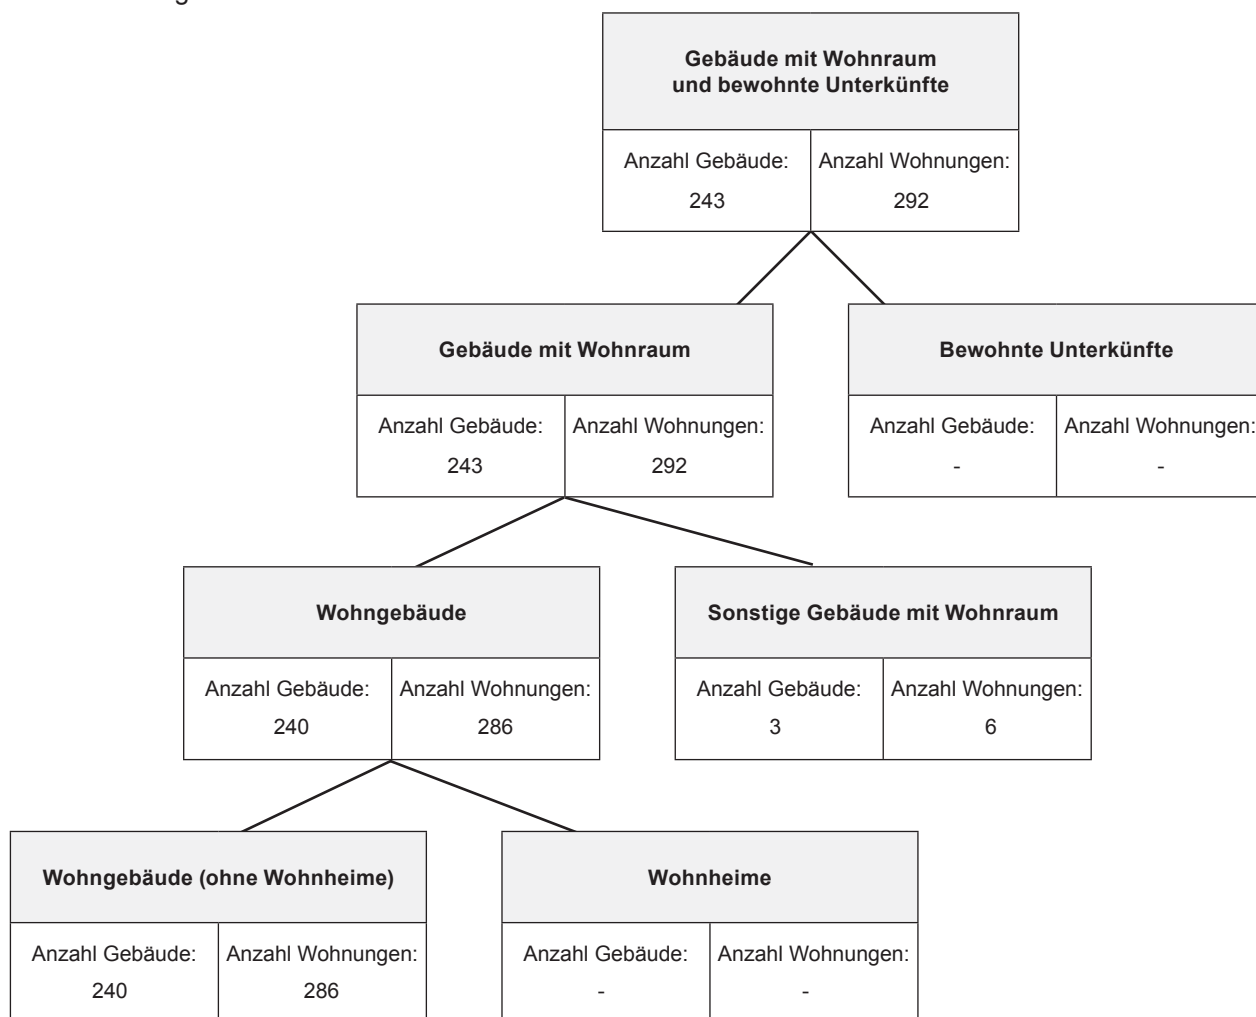 Gebäude mit Wohnraum
und bewohnte Unterkünfte
Anzahl Gebäude: Anzahl Wohnungen:
243 292
Gebäude mit Wohnraum Bewohnte Unterkünfte
Anzahl Gebäude: Anzahl Wohnungen: Anzahl Gebäude: Anzahl Wohnungen:
243 292 - -
Wohngebäude Sonstige Gebäude mit Wohnraum
Anzahl Gebäude: Anzahl Wohnungen: Anzahl Gebäude: Anzahl Wohnungen:
240 286 3 6
Wohngebäude (ohne Wohnheime) Wohnheime
Anzahl Gebäude: Anzahl Wohnungen: Anzahl Gebäude: Anzahl Wohnungen:
240 286 - -